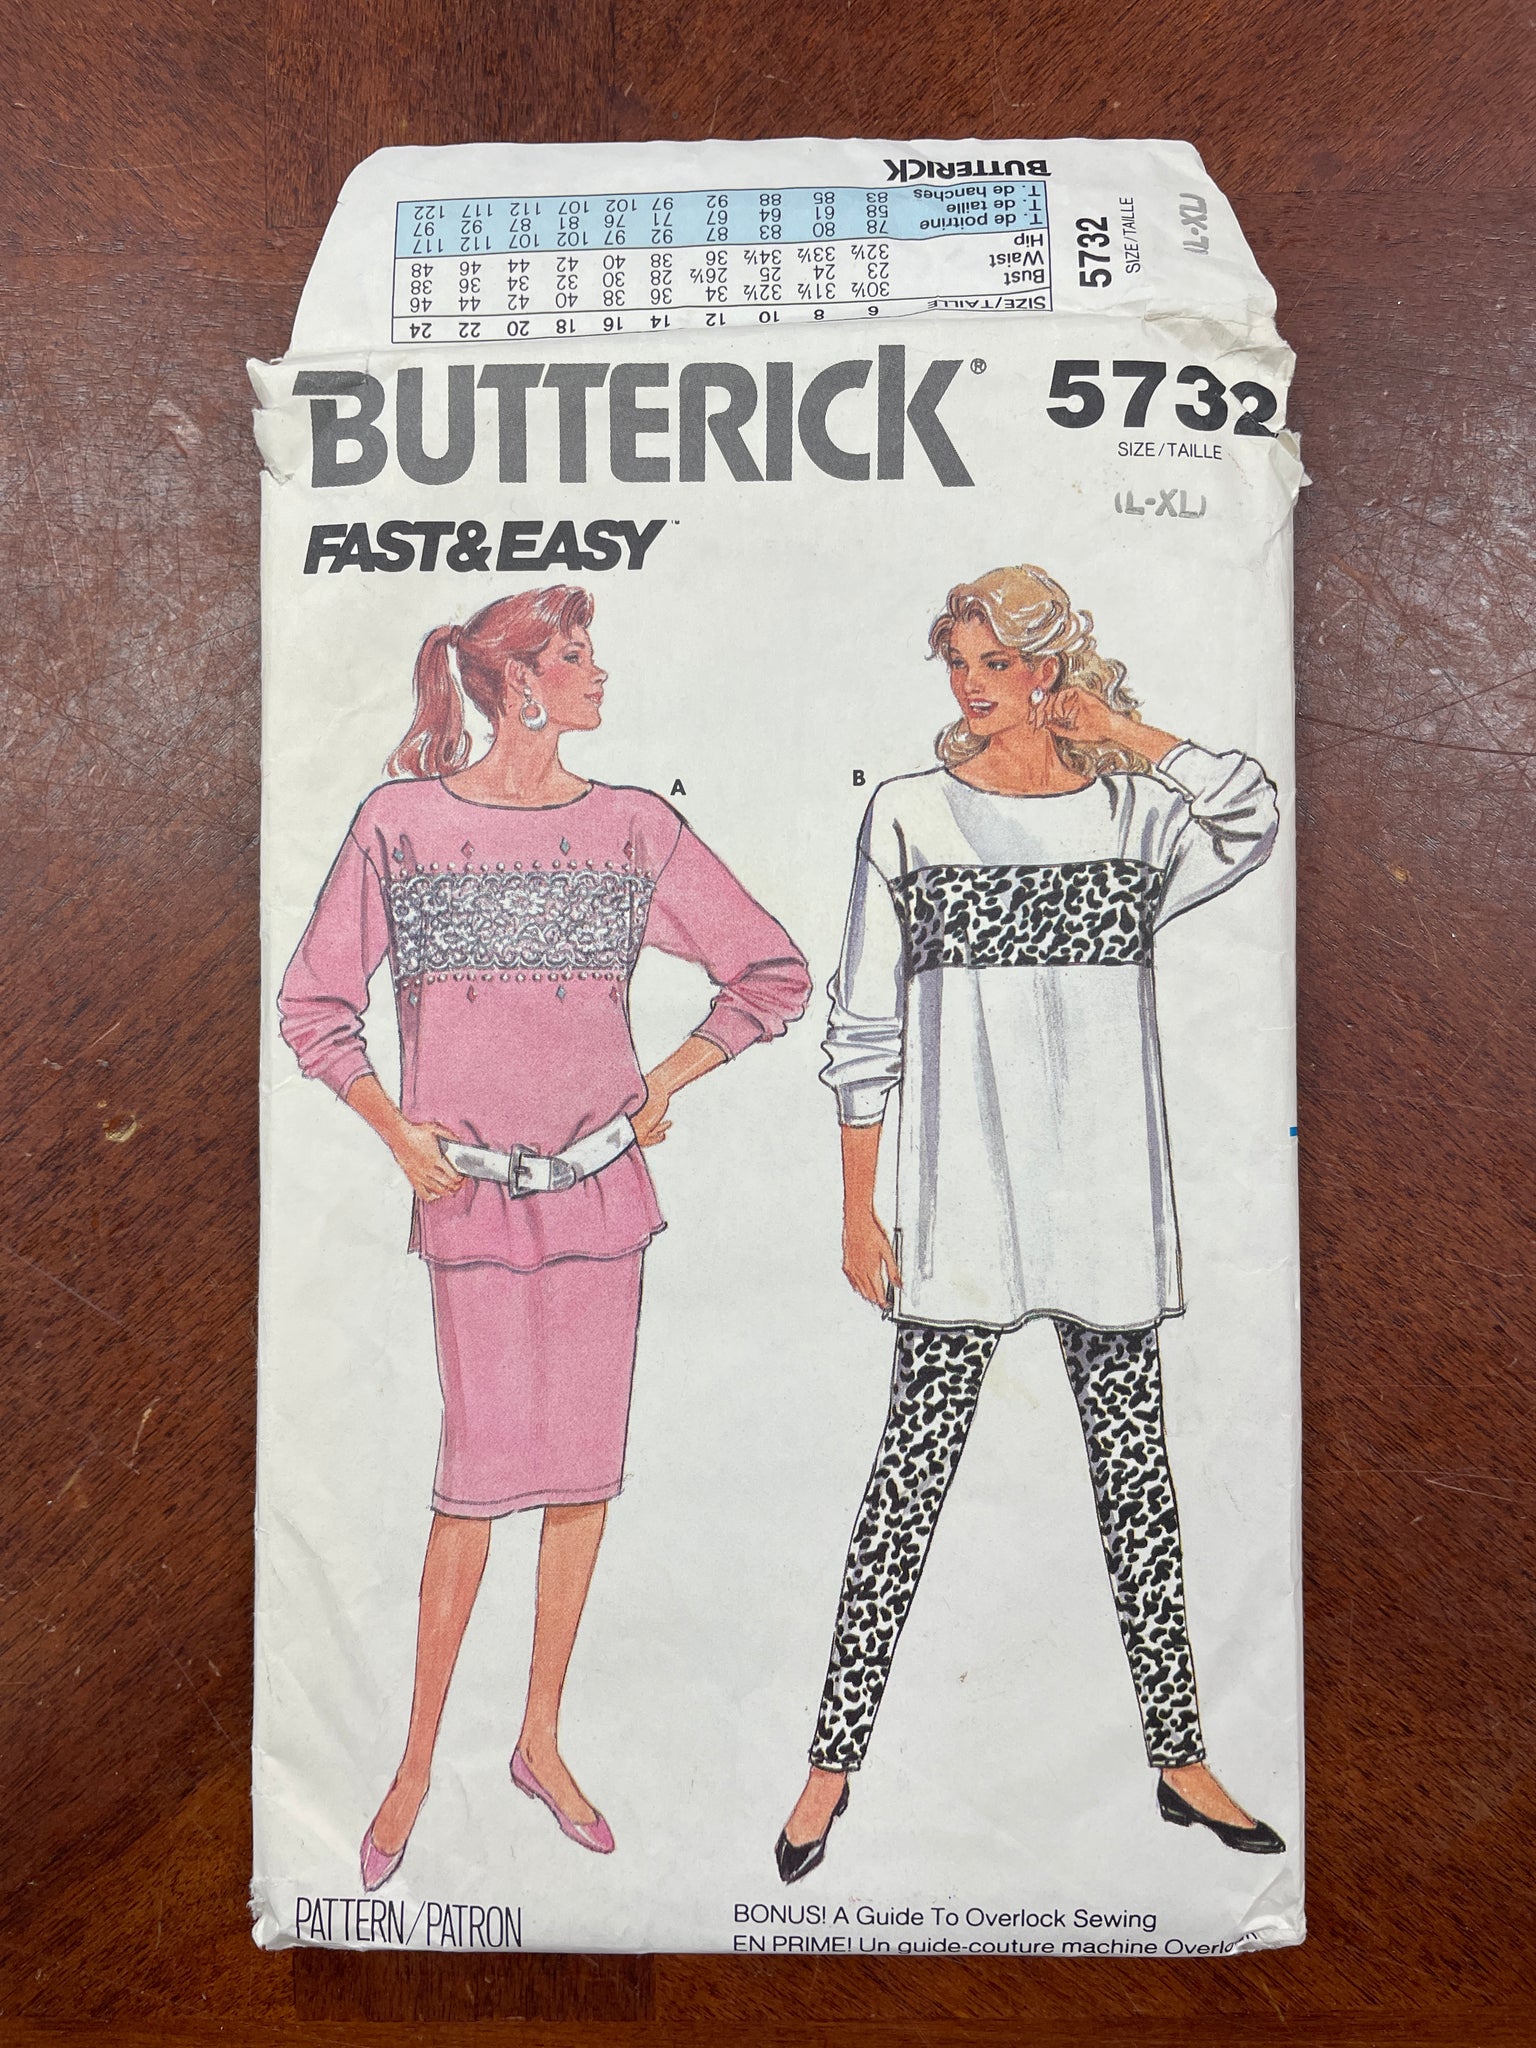 SIZE/TAILLE 6 8 10 12 14 16 18 20 22 24
Bust 30½ 31½ 32½ 34 36 38 40 42 44 46
Waist 23 24 25 26½ 28 30 32 34 36 38
Hip 32½ 33½ 34½ 36 38 40 42 44 46 48
T. de poitrine 78 80 83 87 92 97 102 107 112 117
T. de taille 58 61 64 67 71 76 81 87 92 97
T. de hanches 83 85 88 92 97 102 107 112 117 122
BUTTERICK
5732
SIZE/TAILLE
(L-XL)
BUTTERICK®
5732
SIZE/TAILLE
(L-XL)
FAST&EASY™
A
B
PATTERN/PATRON
BONUS! A Guide To Overlock Sewing
EN PRIME! Un guide-couture machine